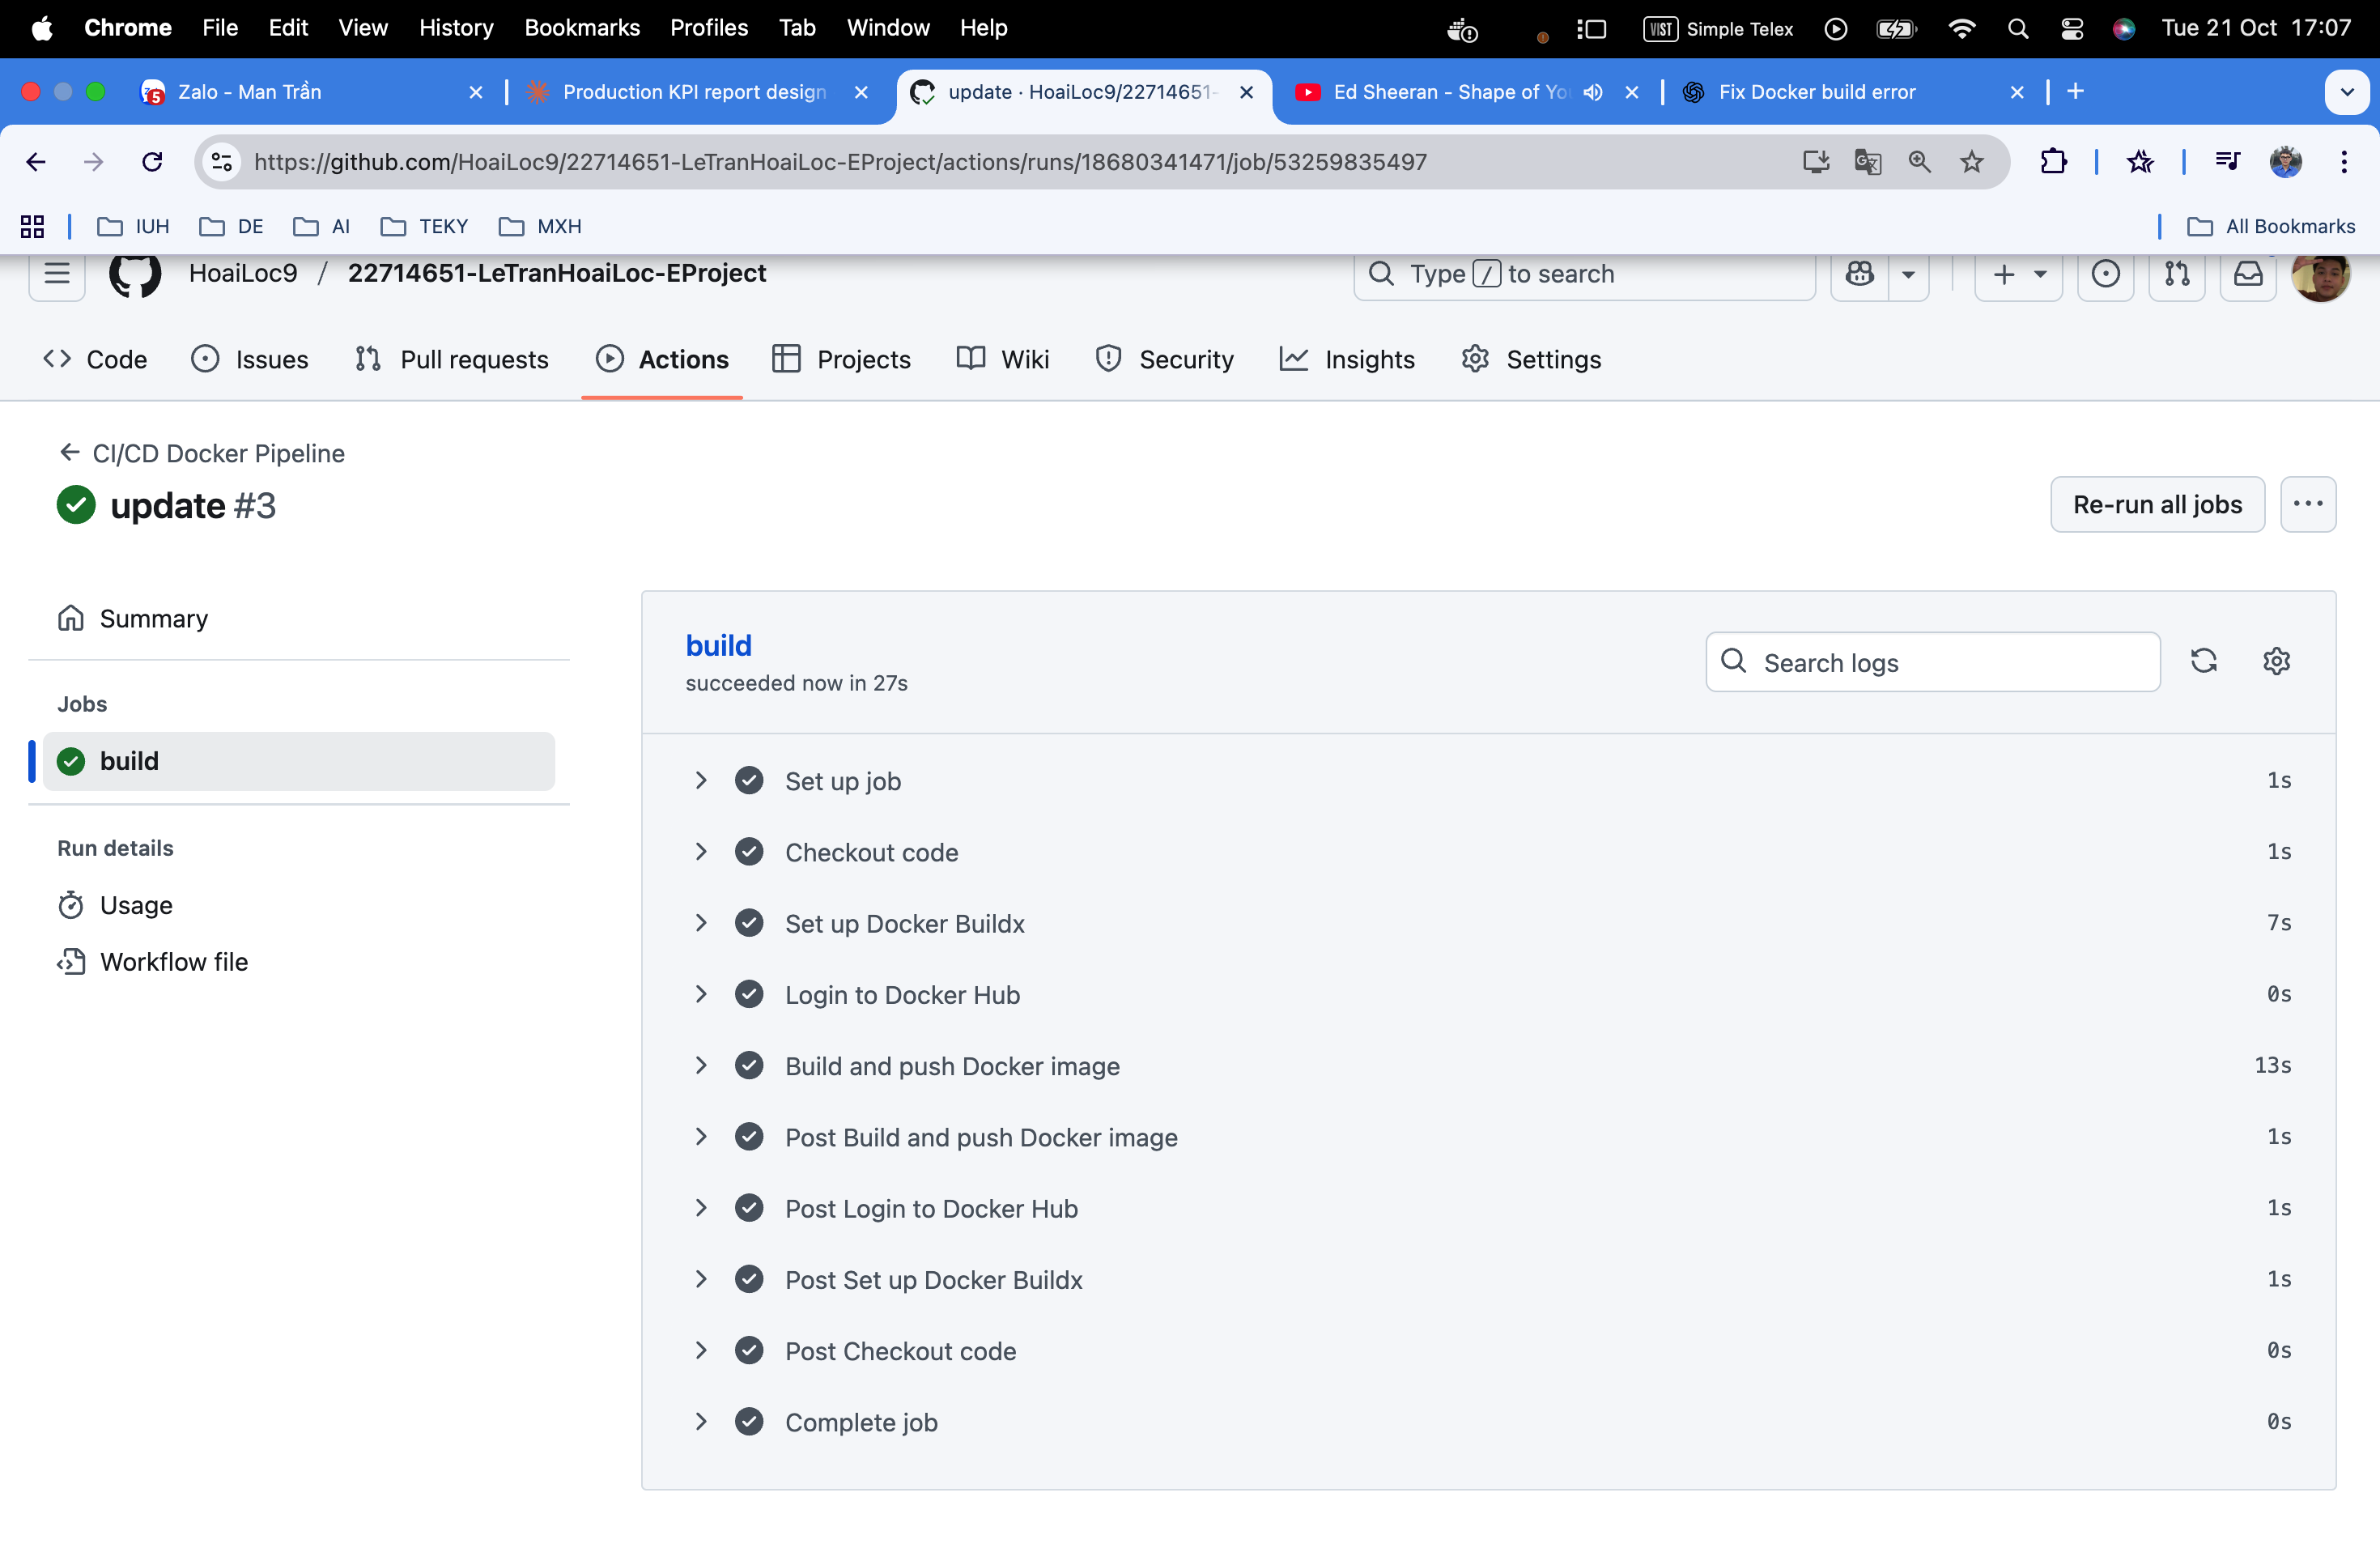 Chrome File Edit View History Bookmarks Profiles Tab Window Help VIST Simple Telex Tue 21 Oct 17:07
5 Zalo - Man Trần Production KPI report design update · HoaiLoc9/22714651- Ed Sheeran - Shape of You Fix Docker build error
https://github.com/HoaiLoc9/22714651-LeTranHoaiLoc-EProject/actions/runs/18680341471/job/53259835497
IUH DE AI TEKY MXH All Bookmarks
HoaiLoc9 / 22714651-LeTranHoaiLoc-EProject Type / to search
Code Issues Pull requests Actions Projects Wiki Security Insights Settings
CI/CD Docker Pipeline
update #3 Re-run all jobs
Summary
Jobs
build
Run details
Usage
Workflow file
build
succeeded now in 27s
Search logs
Set up job 1s
Checkout code 1s
Set up Docker Buildx 7s
Login to Docker Hub 0s
Build and push Docker image 13s
Post Build and push Docker image 1s
Post Login to Docker Hub 1s
Post Set up Docker Buildx 1s
Post Checkout code 0s
Complete job 0s